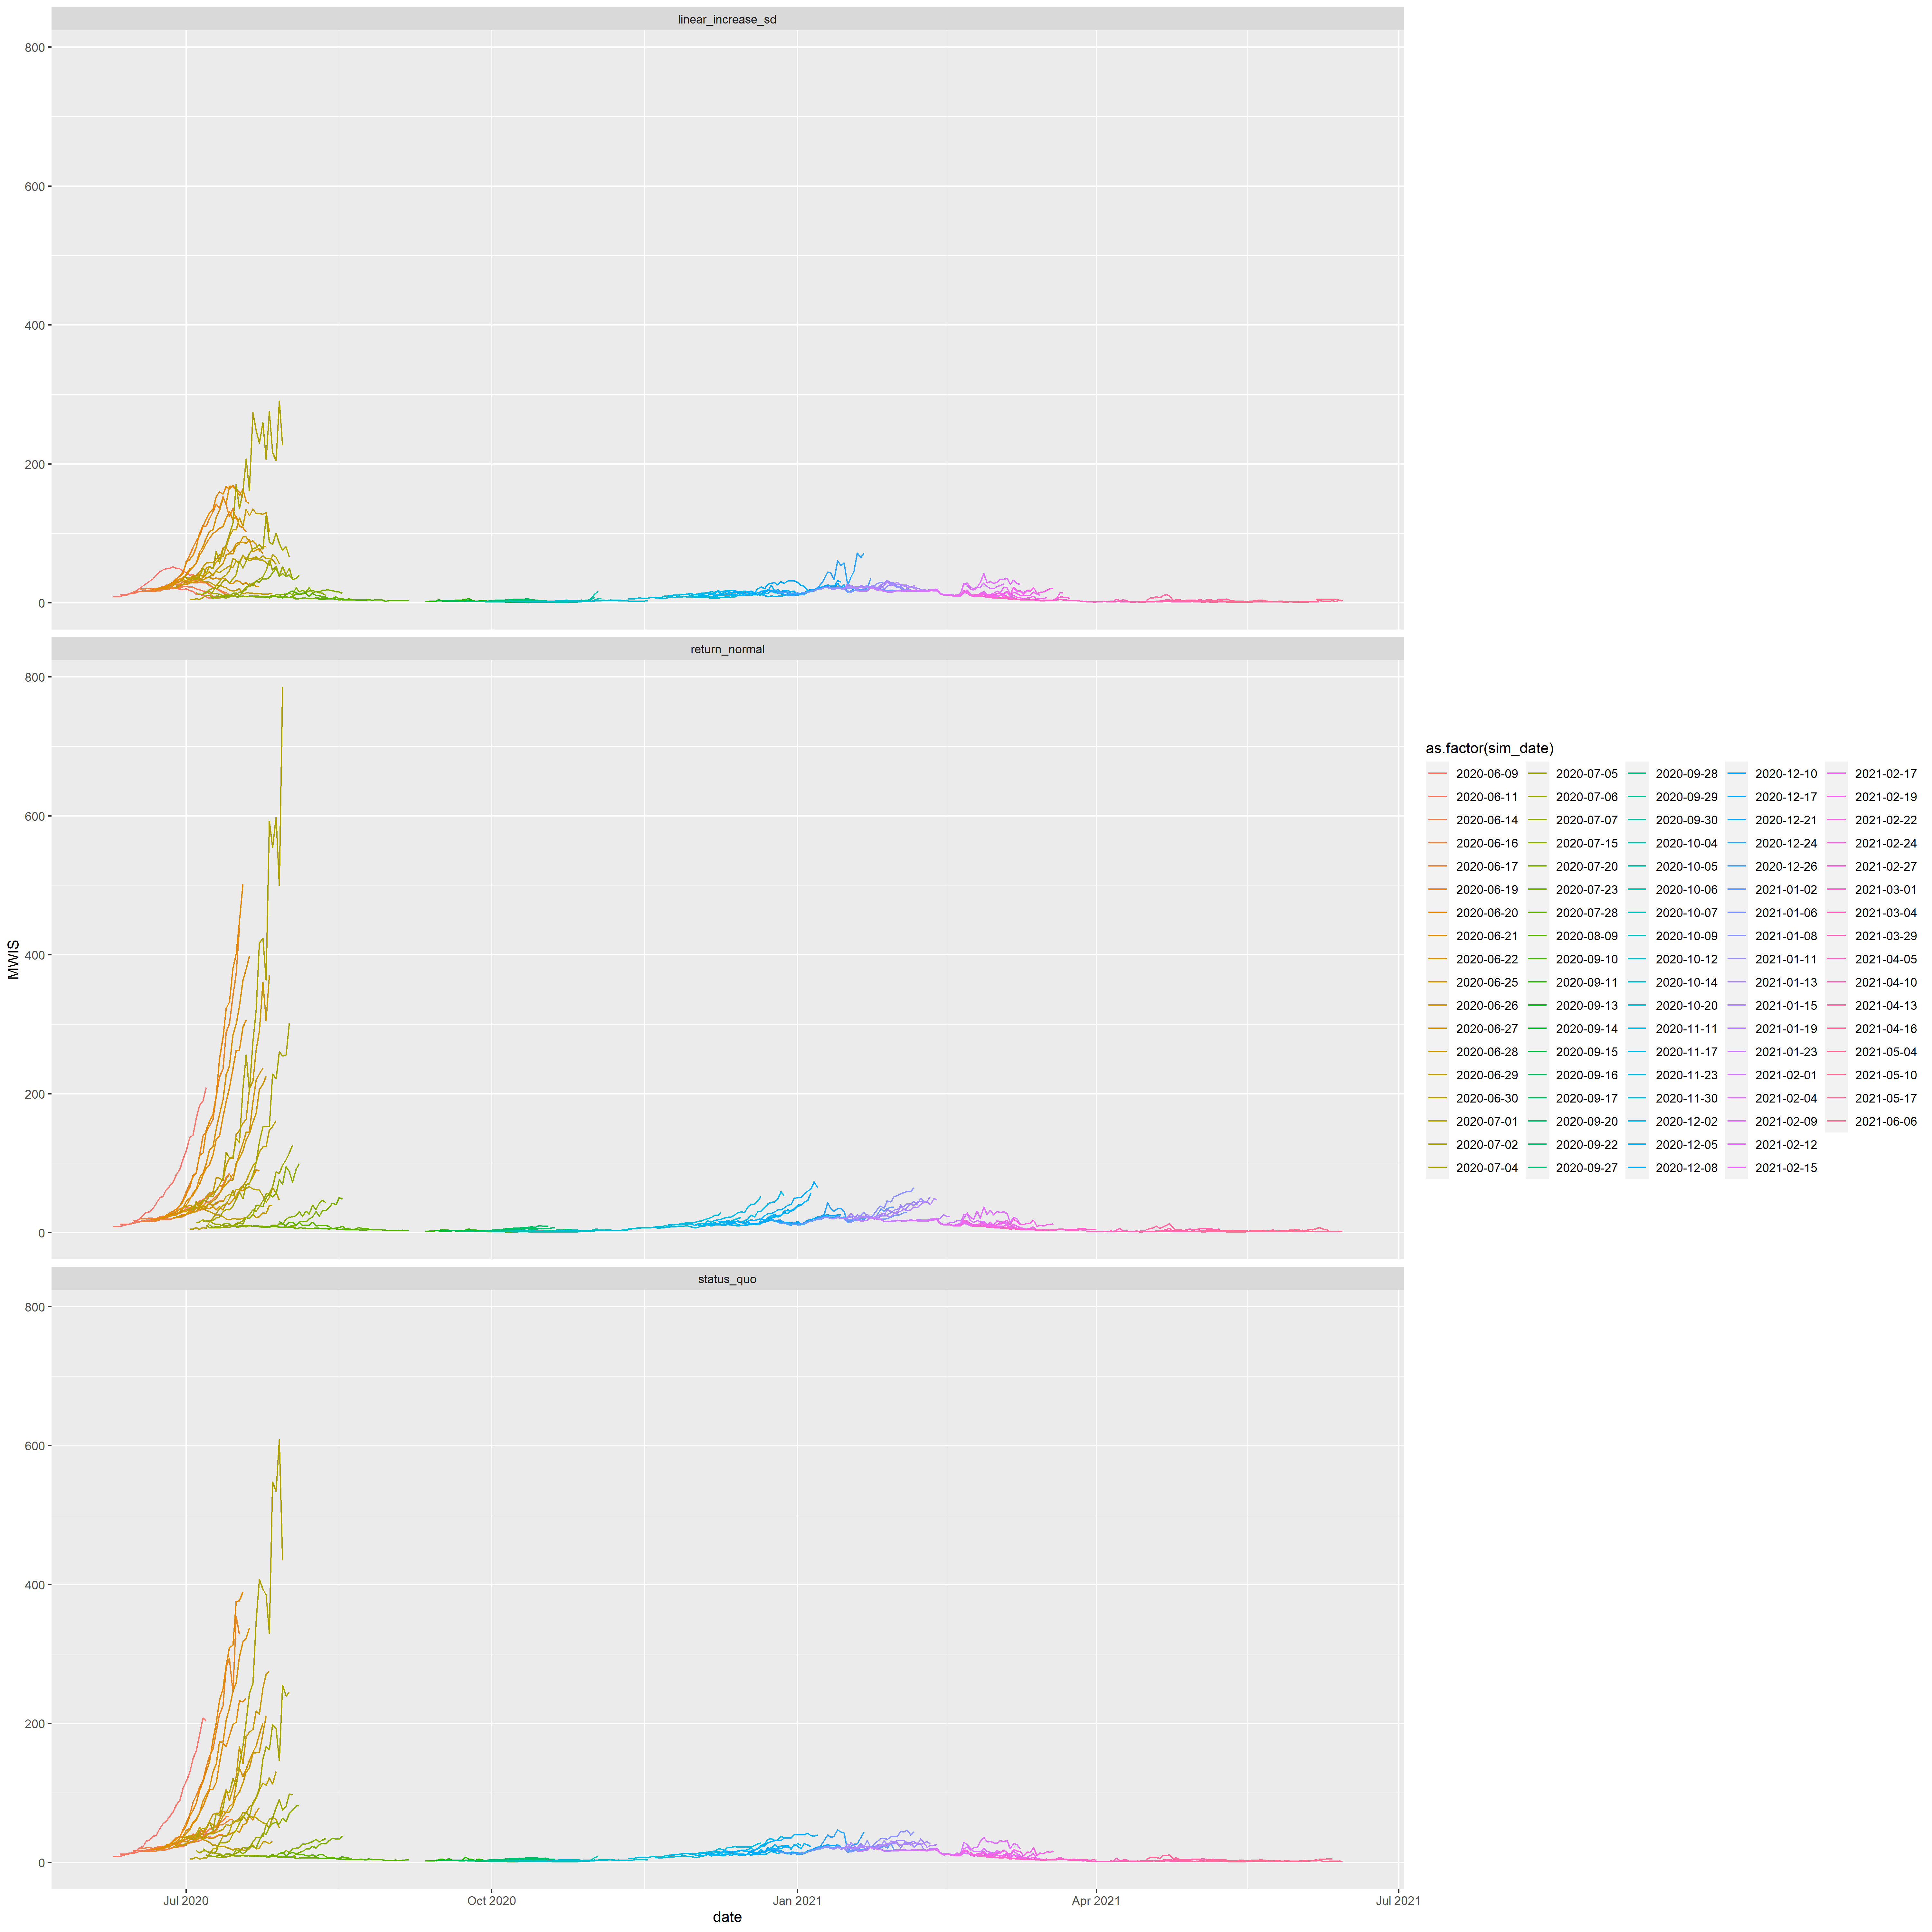 linear_increase_sd
800
600
400
200
0
return_normal
800
600
400
200
0
MWIS
status_quo
800
600
400
200
0
Jul 2020 Oct 2020 Jan 2021 Apr 2021 Jul 2021
date
as.factor(sim_date)
2020-06-09 2020-07-05 2020-09-28 2020-12-10 2021-02-17
2020-06-11 2020-07-06 2020-09-29 2020-12-17 2021-02-19
2020-06-14 2020-07-07 2020-09-30 2020-12-21 2021-02-22
2020-06-16 2020-07-15 2020-10-04 2020-12-24 2021-02-24
2020-06-17 2020-07-20 2020-10-05 2020-12-26 2021-02-27
2020-06-19 2020-07-23 2020-10-06 2021-01-02 2021-03-01
2020-06-20 2020-07-28 2020-10-07 2021-01-06 2021-03-04
2020-06-21 2020-08-09 2020-10-09 2021-01-08 2021-03-29
2020-06-22 2020-09-10 2020-10-12 2021-01-11 2021-04-05
2020-06-25 2020-09-11 2020-10-14 2021-01-13 2021-04-10
2020-06-26 2020-09-13 2020-10-20 2021-01-15 2021-04-13
2020-06-27 2020-09-14 2020-11-11 2021-01-19 2021-04-16
2020-06-28 2020-09-15 2020-11-17 2021-01-23 2021-05-04
2020-06-29 2020-09-16 2020-11-23 2021-02-01 2021-05-10
2020-06-30 2020-09-17 2020-11-30 2021-02-04 2021-05-17
2020-07-01 2020-09-20 2020-12-02 2021-02-09 2021-06-06
2020-07-02 2020-09-22 2020-12-05 2021-02-12
2020-07-04 2020-09-27 2020-12-08 2021-02-15